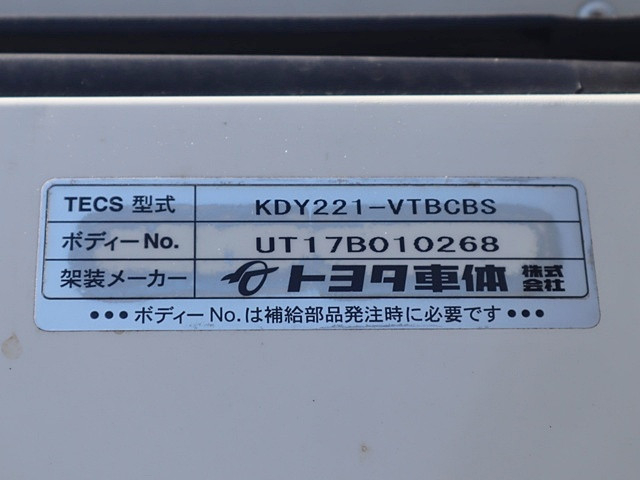 TECS 型式 KDY221-VTBCBS
ボディーNo. UT17B010268
架装メーカー トヨタ車体 株式会社
•••ボディーNo.は補給部品発注時に必要です•••